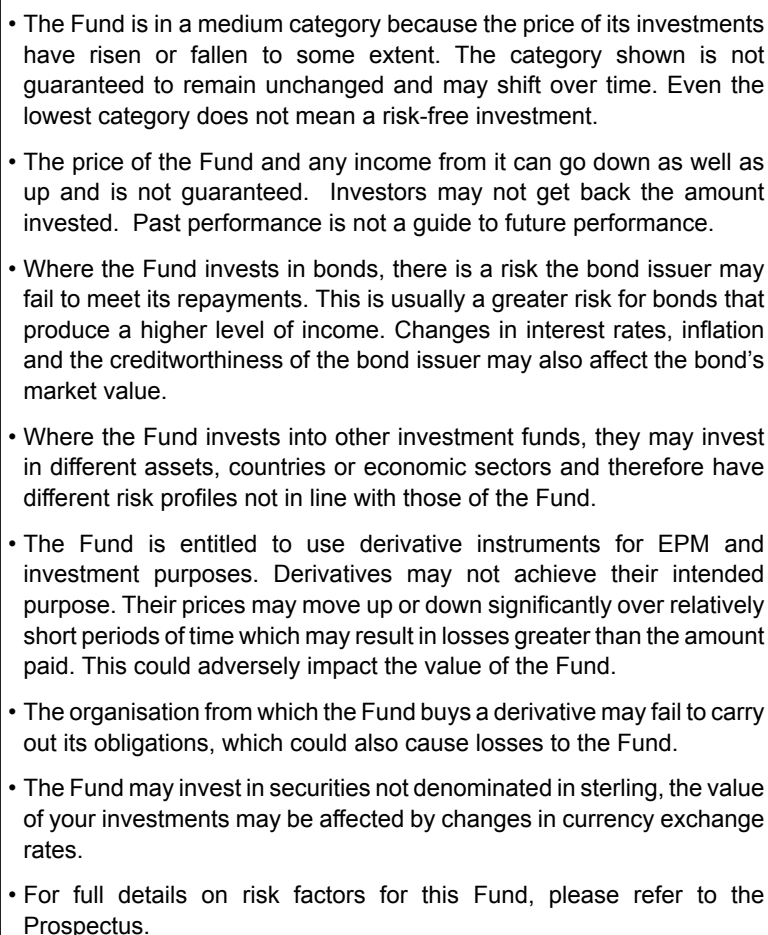 • The Fund is in a medium category because the price of its investments
have risen or fallen to some extent. The category shown is not
guaranteed to remain unchanged and may shift over time. Even the
lowest category does not mean a risk-free investment.
• The price of the Fund and any income from it can go down as well as
up and is not guaranteed.  Investors may not get back the amount
invested.  Past performance is not a guide to future performance.
• Where the Fund invests in bonds, there is a risk the bond issuer may
fail to meet its repayments. This is usually a greater risk for bonds that
produce a higher level of income. Changes in interest rates, inflation
and the creditworthiness of the bond issuer may also affect the bond’s
market value.
• Where the Fund invests into other investment funds, they may invest
in different assets, countries or economic sectors and therefore have
different risk profiles not in line with those of the Fund.
• The Fund is entitled to use derivative instruments for EPM and
investment purposes. Derivatives may not achieve their intended
purpose. Their prices may move up or down significantly over relatively
short periods of time which may result in losses greater than the amount
paid. This could adversely impact the value of the Fund.
• The organisation from which the Fund buys a derivative may fail to carry
out its obligations, which could also cause losses to the Fund.
• The Fund may invest in securities not denominated in sterling, the value
of your investments may be affected by changes in currency exchange
rates.
• For full details on risk factors for this Fund, please refer to the
Prospectus.